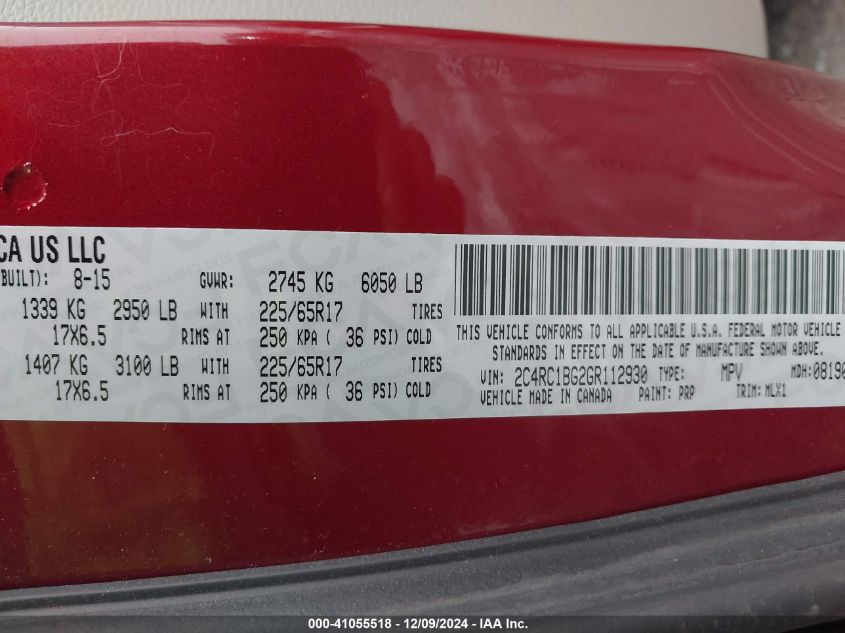 CA US LLC
BUILT): 8-15 GVWR: 2745 KG 6050 LB
1339 KG 2950 LB WITH 225/65R17 TIRES
17X6.5 RIMS AT 250 KPA ( 36 PSI) COLD
1407 KG 3100 LB WITH 225/65R17 TIRES
17X6.5 RIMS AT 250 KPA ( 36 PSI) COLD
THIS VEHICLE CONFORMS TO ALL APPLICABLE U.S.A. FEDERAL MOTOR VEHICLE
STANDARDS IN EFFECT ON THE DATE OF MANUFACTURE SHOWN ABOVE.
VIN: 2C4RC1BG2GR112930 TYPE: MPV MDH:08190
VEHICLE MADE IN CANADA PAINT: PRP TRIM: MLX1
000-41055518 - 12/09/2024 - IAA Inc.